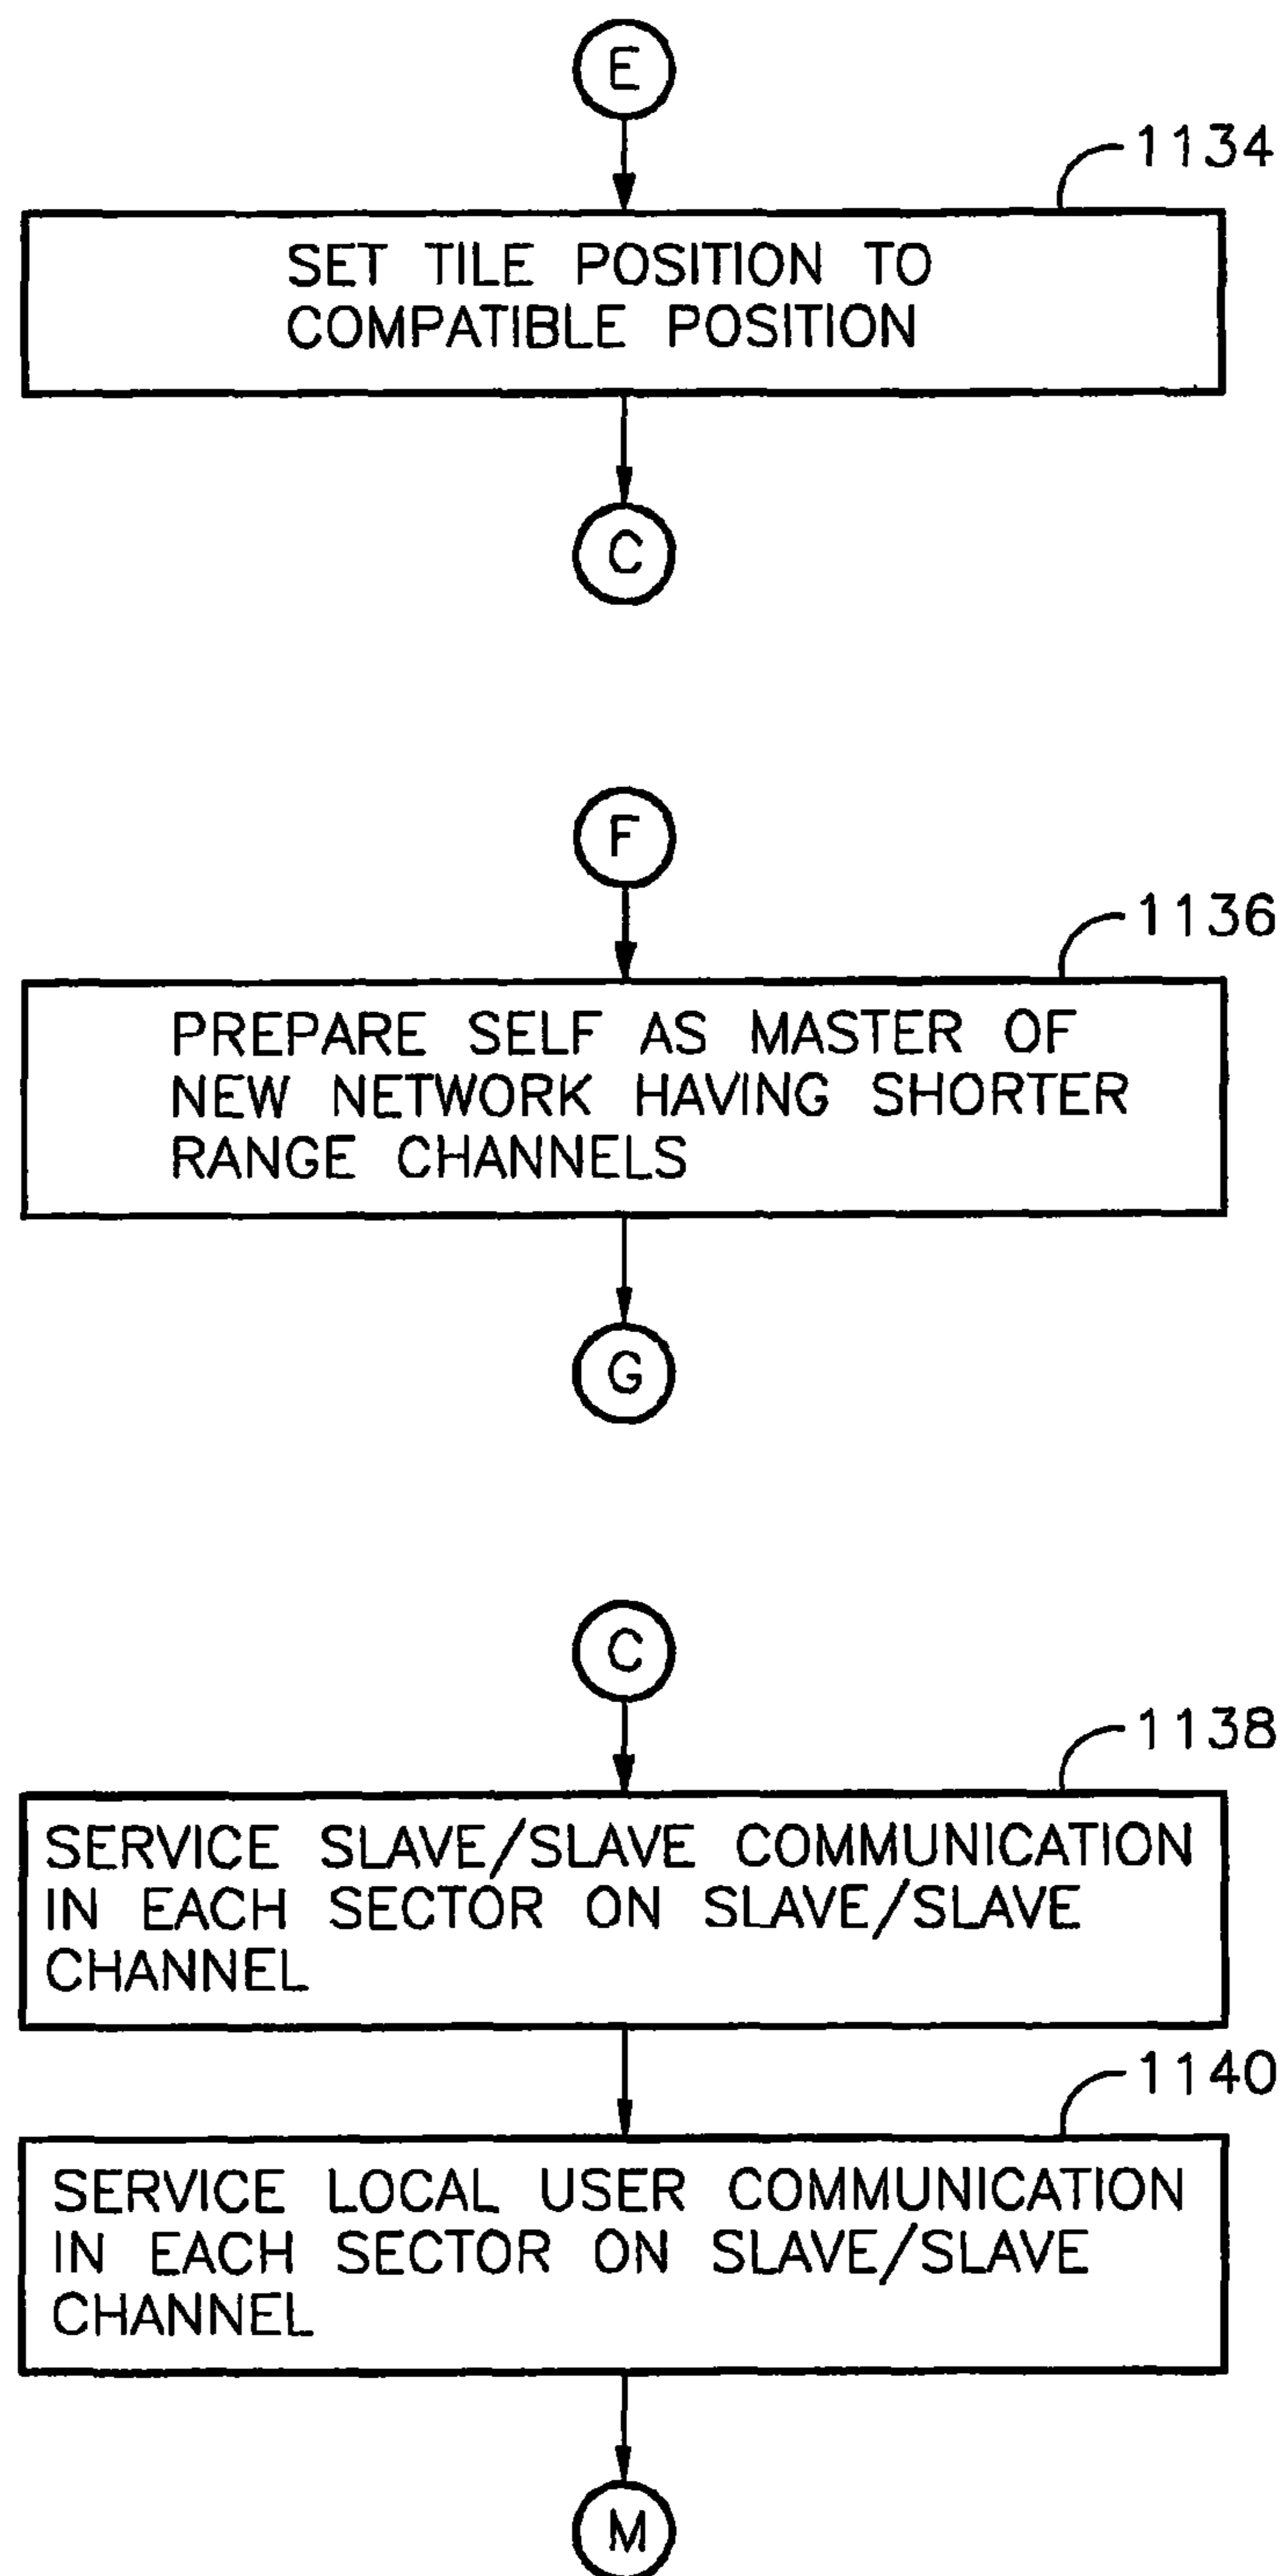 E
1134
SET TILE POSITION TO
COMPATIBLE POSITION
C
F
1136
PREPARE SELF AS MASTER OF
NEW NETWORK HAVING SHORTER
RANGE CHANNELS
G
C
1138
SERVICE SLAVE/SLAVE COMMUNICATION
IN EACH SECTOR ON SLAVE/SLAVE
CHANNEL
1140
SERVICE LOCAL USER COMMUNICATION
IN EACH SECTOR ON SLAVE/SLAVE
CHANNEL
M